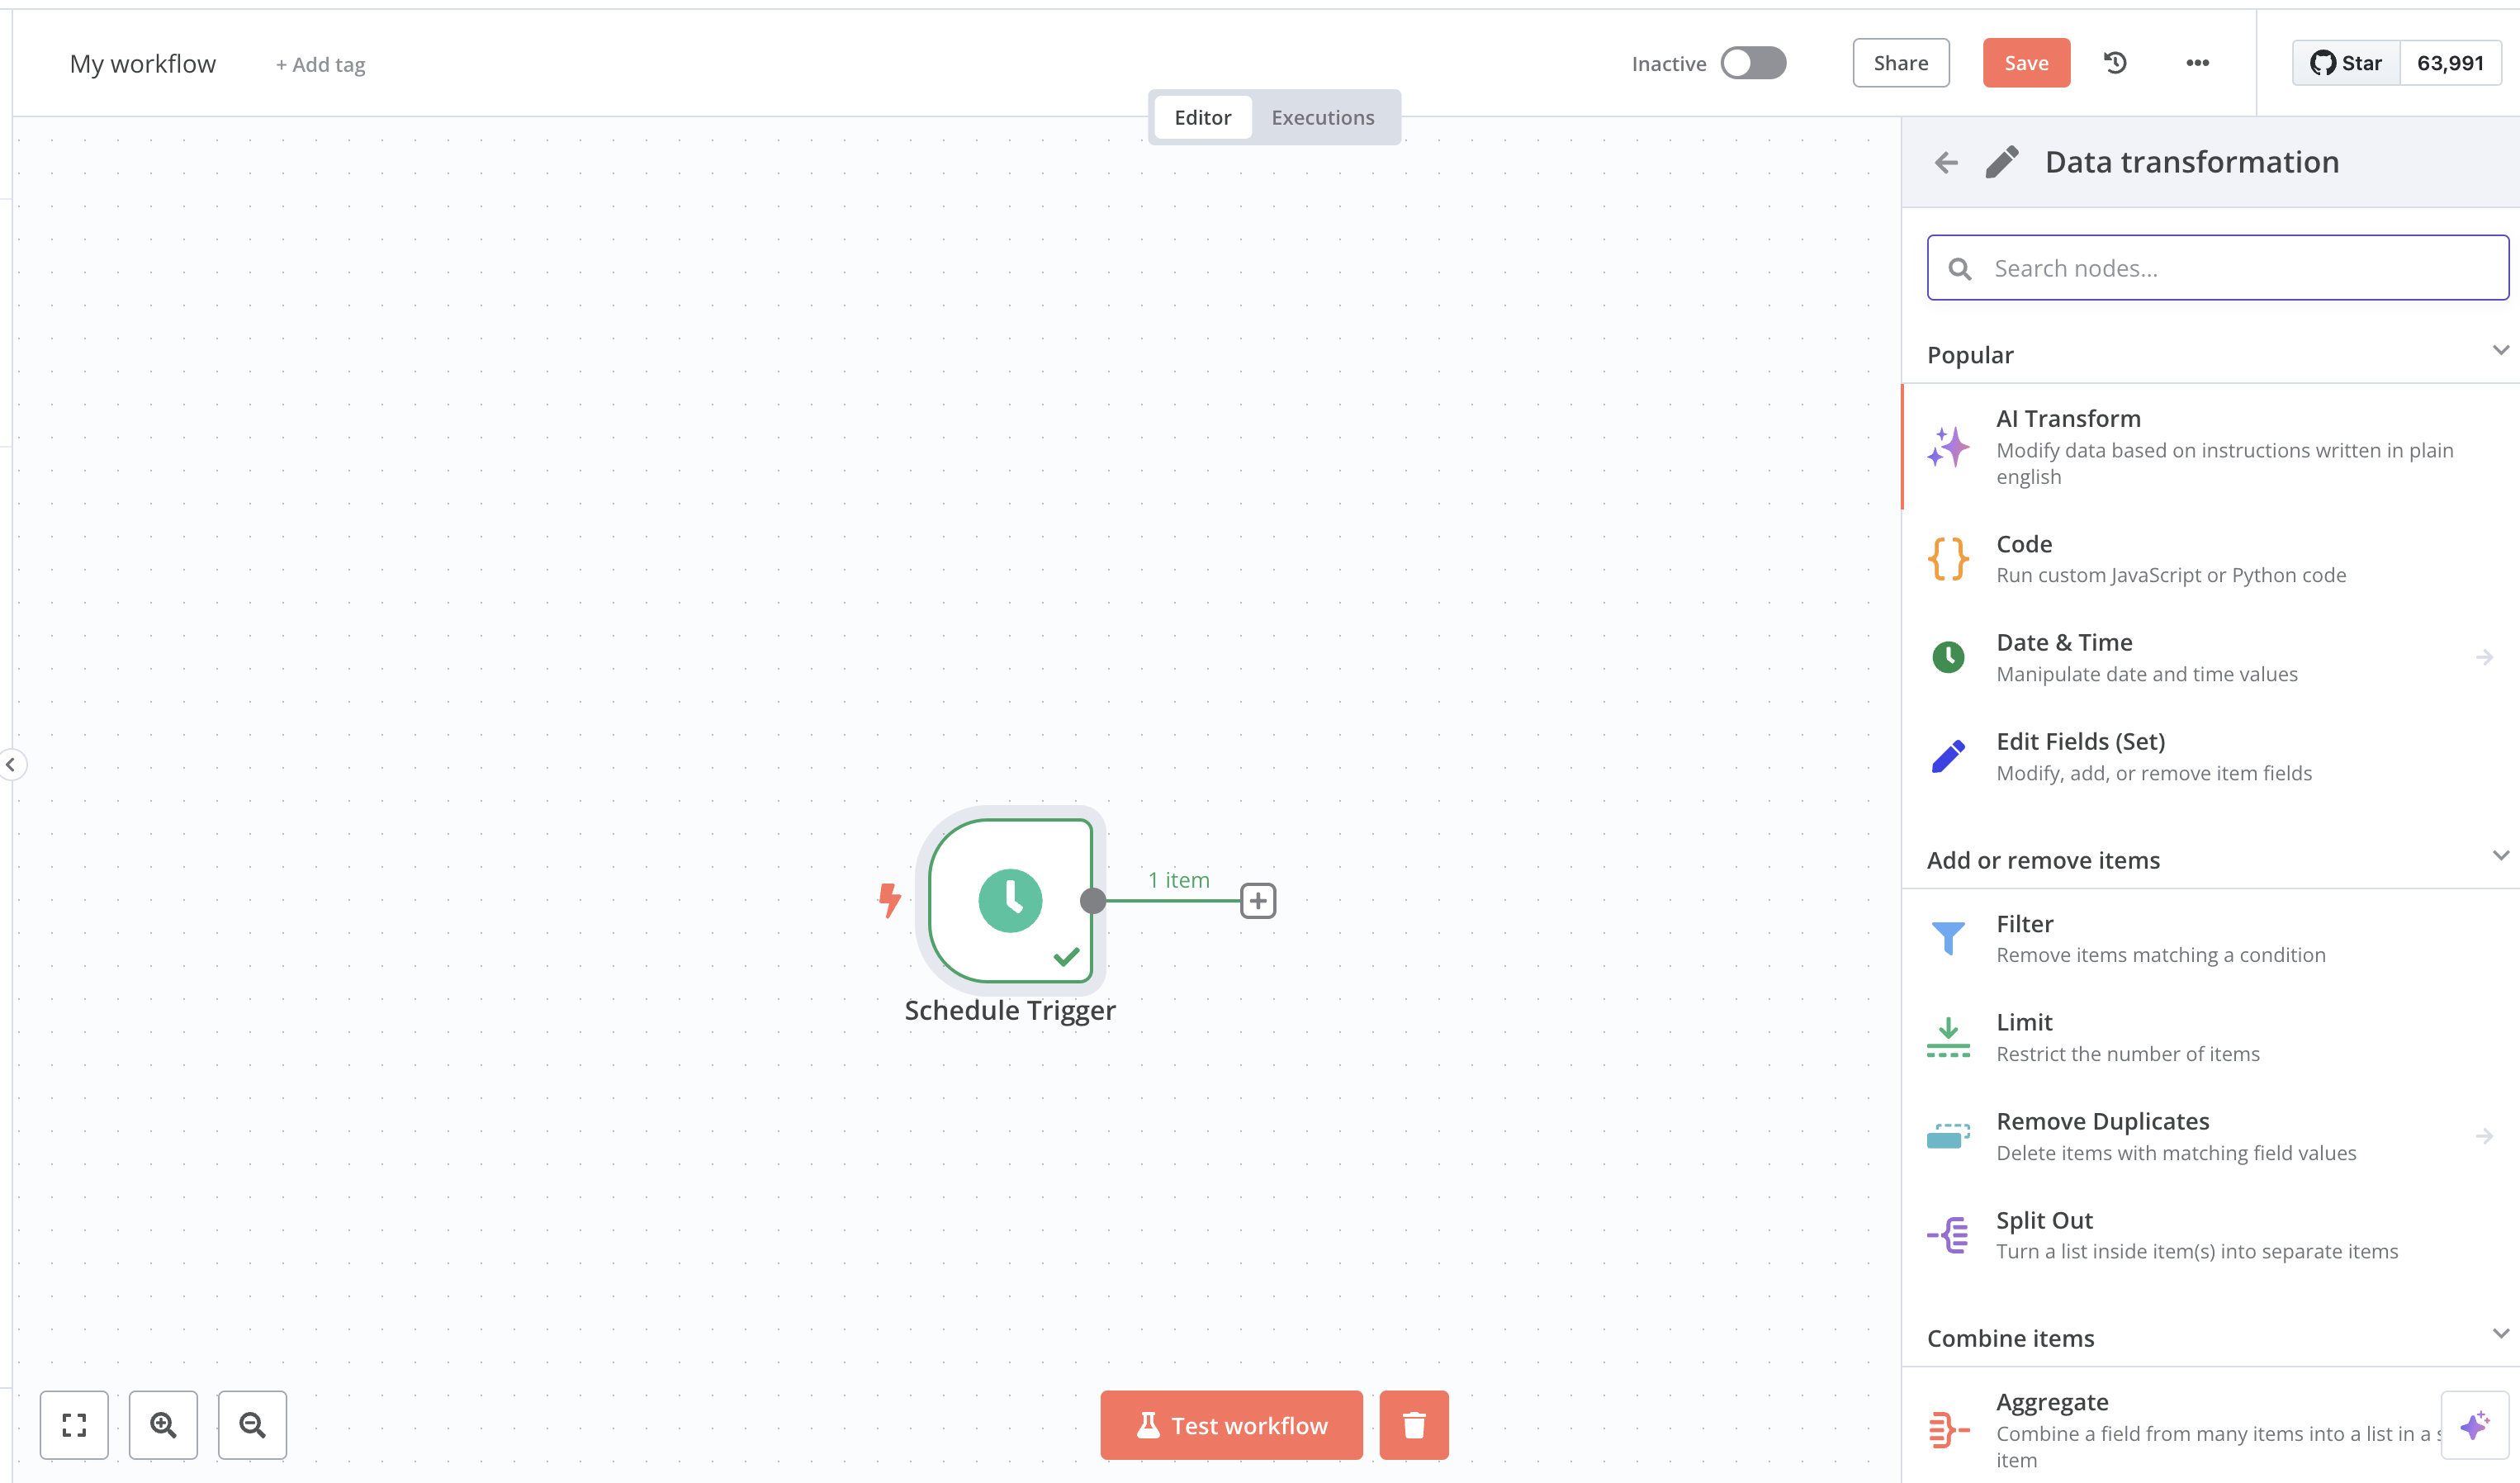 My workflow
+ Add tag
Inactive
Share
Save
Star
63,991
Editor
Executions
1 item
Schedule Trigger
Test workflow
Data transformation
Search nodes...
Popular
AI Transform
Modify data based on instructions written in plain
english
Code
Run custom JavaScript or Python code
Date & Time
Manipulate date and time values
Edit Fields (Set)
Modify, add, or remove item fields
Add or remove items
Filter
Remove items matching a condition
Limit
Restrict the number of items
Remove Duplicates
Delete items with matching field values
Split Out
Turn a list inside item(s) into separate items
Combine items
Aggregate
Combine a field from many items into a list in a
item